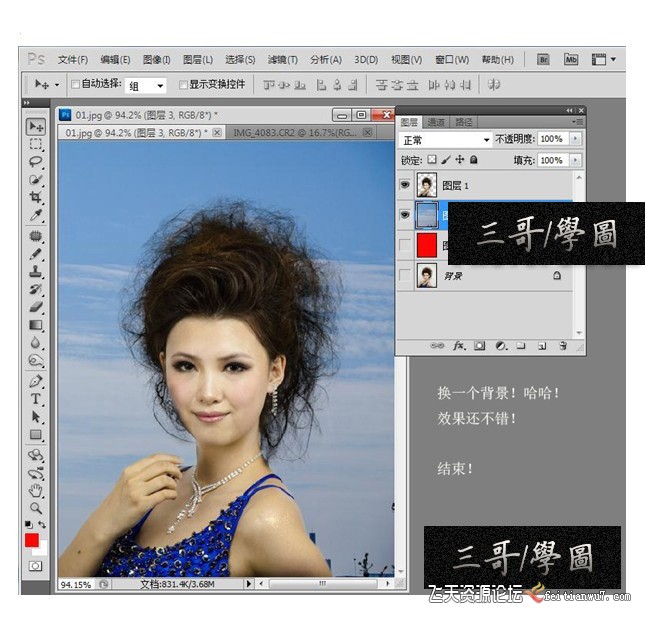 Ps 文件(F) 编辑(E) 图像(I) 图层(L) 选择(S) 滤镜(T) 分析(A) 3D(D) 视图(V) 窗口(W) 帮助(H) Br Mb
自动选择: 组 显示变换控件
Ps 01.jpg @ 94.2% (图层 3, RGB/8*) *
01.jpg @ 94.2% (图层 3, RGB/8*) * IMG_4083.CR2 @ 16.7%(RG...
图层 通道 路径
正常 不透明度: 100%
锁定: 填充: 100%
图层 1
背景
三哥/學圖
fx.
T
换一个背景！哈哈！
效果还不错！
结束！
三哥/學圖
94.15% 文档:831.4K/3.68M
飞天资源论坛 feitianwu7.com